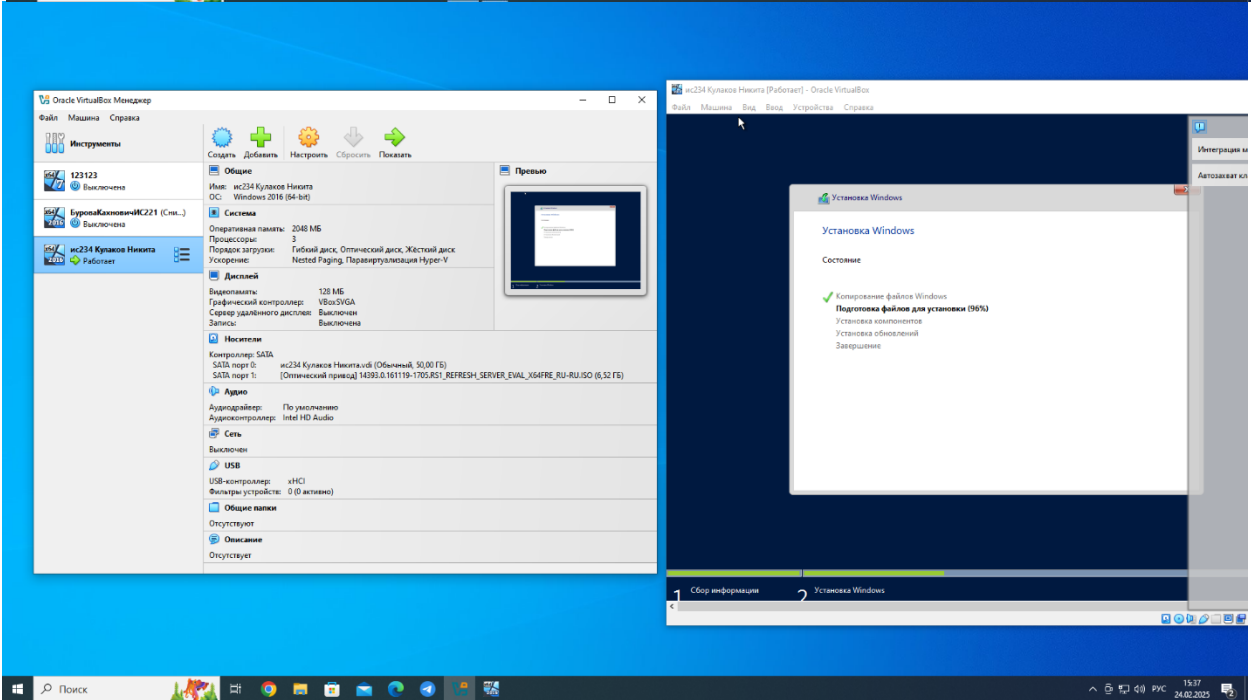 Oracle VirtualBox Менеджер
Файл Машина Справка
Инструменты
Создать Добавить Настроить Сбросить Показать
123123
Выключена
БуроваКахновичИС221 (Сни...)
Выключена
ис234 Кулаков Никита
Работает
Общие
Имя: ис234 Кулаков Никита
ОС: Windows 2016 (64-bit)
Система
Оперативная память: 2048 МБ
Процессоры: 3
Порядок загрузки: Гибкий диск, Оптический диск, Жёсткий диск
Ускорение: Nested Paging, Паравиртуализация Hyper-V
Дисплей
Видеопамять: 128 МБ
Графический контроллер: VBoxSVGA
Сервер удалённого дисплея: Выключен
Запись: Выключена
Носители
Контроллер: SATA
SATA порт 0: ис234 Кулаков Никита.vdi (Обычный, 50,00 ГБ)
SATA порт 1: [Оптический привод] 14393.0.161119-1705.RS1_REFRESH_SERVER_EVAL_X64FRE_RU-RU.ISO (6,52 ГБ)
Аудио
Аудиодрайвер: По умолчанию
Аудиоконтроллер: Intel HD Audio
Сеть
Выключен
USB
USB-контроллер: xHCI
Фильтры устройств: 0 (0 активно)
Общие папки
Отсутствуют
Описание
Отсутствует
Превью
ис234 Кулаков Никита [Работает] - Oracle VirtualBox
Файл Машина Вид Ввод Устройства Справка
Интеграция м
Автозахват кл
Установка Windows
Установка Windows
Состояние
Копирование файлов Windows
Подготовка файлов для установки (96%)
Установка компонентов
Установка обновлений
Завершение
1 Сбор информации
2 Установка Windows
Поиск
РУС
15:37
24.02.2025
2